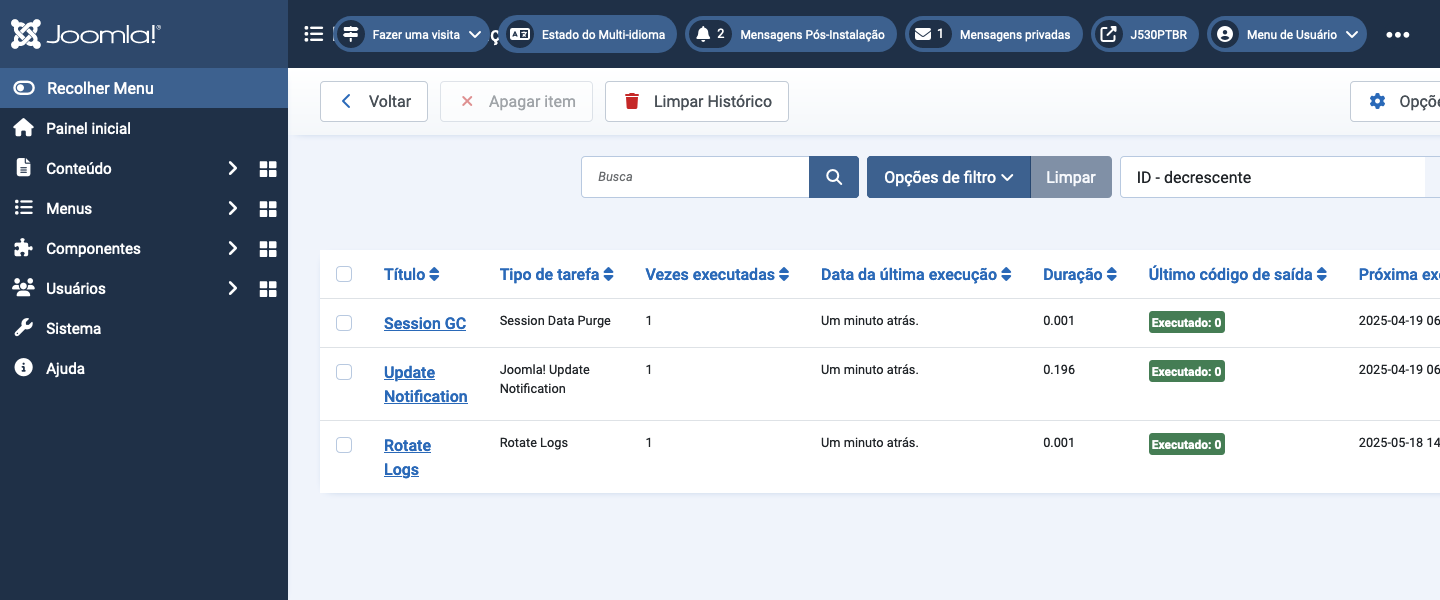 Joomla!®
Fazer uma visita
Estado do Multi-idioma
2 Mensagens Pós-Instalação
1 Mensagens privadas
J530PTBR
Menu de Usuário
Recolher Menu
Painel inicial
Conteúdo
Menus
Componentes
Usuários
Sistema
Ajuda
Voltar
Apagar item
Limpar Histórico
Busca
Opções de filtro
Limpar
ID - decrescente
Título Tipo de tarefa Vezes executadas Data da última execução Duração Último código de saída Próxima
Session GC Session Data Purge 1 Um minuto atrás. 0.001 Executado: 0 2025-04-19 06
Update Joomla! Update 1 Um minuto atrás. 0.196 Executado: 0 2025-04-19 06
Notification Notification
Rotate Rotate Logs 1 Um minuto atrás. 0.001 Executado: 0 2025-05-18 14
Logs